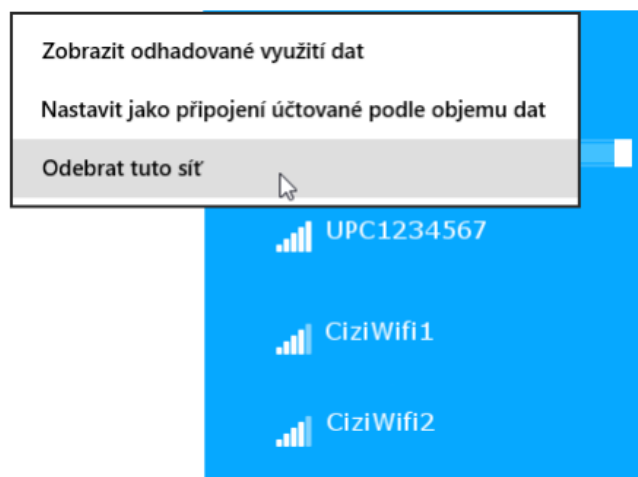 Zobrazit odhadované využití dat
Nastavit jako připojení účtované podle objemu dat
Odebrat tuto síť
UPC1234567
CiziWifi1
CiziWifi2